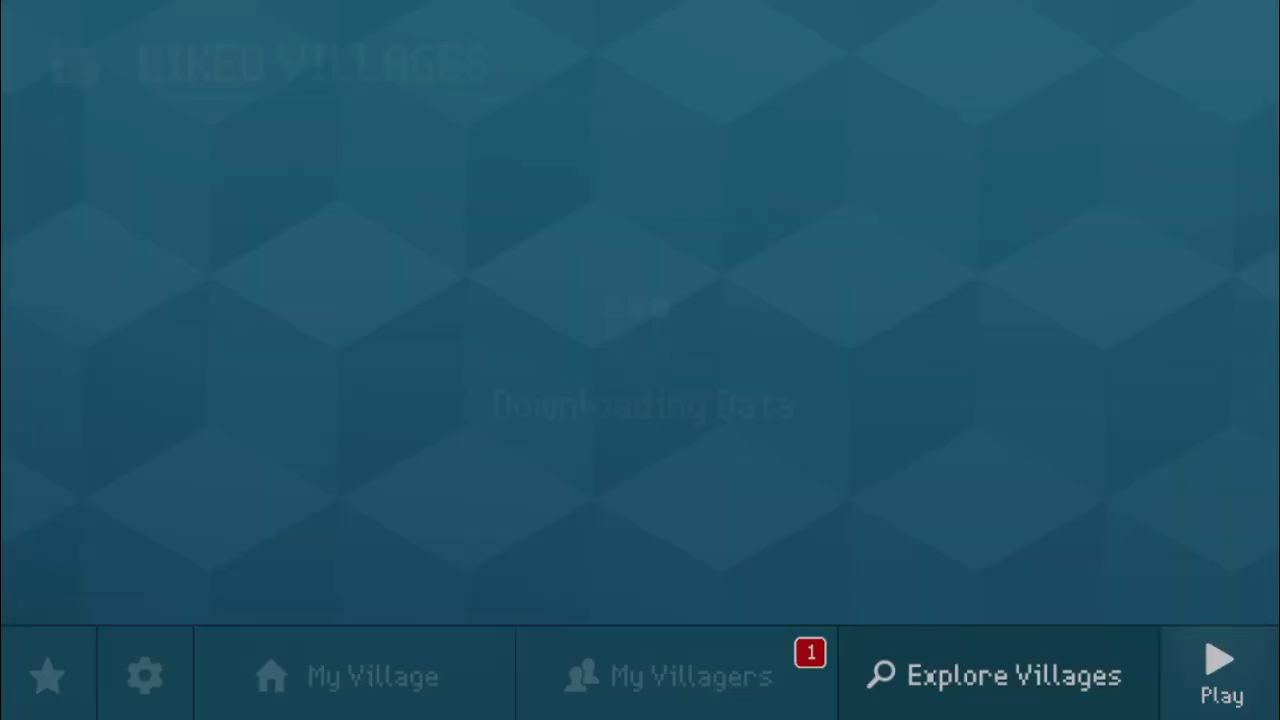 LIKED VILLAGES
Downloading Data
My Village
My Villagers
1
Explore Villages
Play